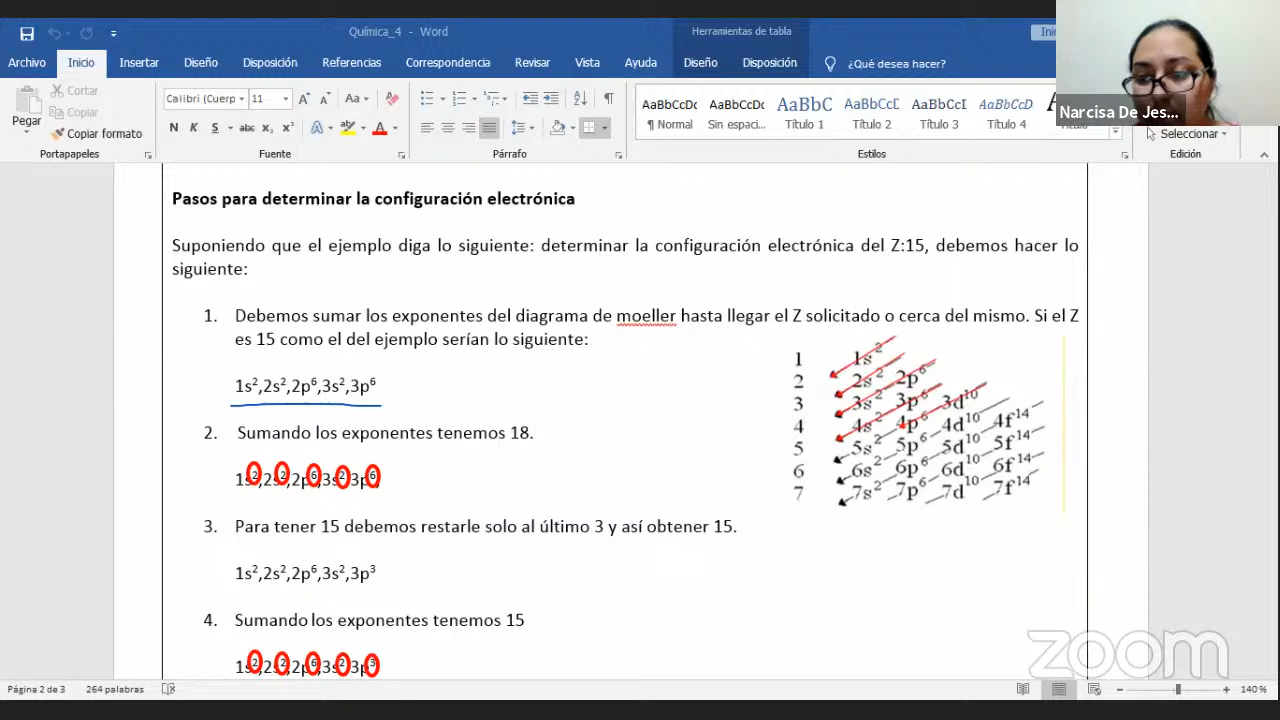 Química_4 - Word
Herramientas de tabla
Archivo Inicio Insertar Diseño Disposición Referencias Correspondencia Revisar Vista Ayuda Diseño Disposición ¿Qué desea hacer?
Pegar
Cortar
Copiar
Copiar formato
Portapapeles
Calibri (Cuerp 11
N K S abc x₂ x²
Fuente
Párrafo
AaBbCcDc AaBbCcDc AaBbC AaBbCcD AaBbCcD AaBbCcD
¶ Normal Sin espaci... Título 1 Título 2 Título 3 Título 4
Estilos
Seleccionar
Edición
Narcisa De Jes...
Pasos para determinar la configuración electrónica
Suponiendo que el ejemplo diga lo siguiente: determinar la configuración electrónica del Z:15, debemos hacer lo
siguiente:
1. Debemos sumar los exponentes del diagrama de moeller hasta llegar el Z solicitado o cerca del mismo. Si el Z
es 15 como el del ejemplo serían lo siguiente:
1s²,2s²,2p⁶,3s²,3p⁶
2. Sumando los exponentes tenemos 18.
1s²,2s²,2p⁶,3s²,3p⁶,
3. Para tener 15 debemos restarle solo al último 3 y así obtener 15.
1s²,2s²,2p⁶,3s²,3p³
4. Sumando los exponentes tenemos 15
1s²,2s²,2p⁶,3s²,3p³
1 1s²
2 2s² 2p⁶
3 3s² 3p⁶ 3d¹⁰
4 4s² 4p⁶ 4d¹⁰ 4f¹⁴
5 5s² 5p⁶ 5d¹⁰ 5f¹⁴
6 6s² 6p⁶ 6d¹⁰ 6f¹⁴
7 7s² 7p⁶ 7d¹⁰ 7f¹⁴
zoom
Página 2 de 3 264 palabras 140 %